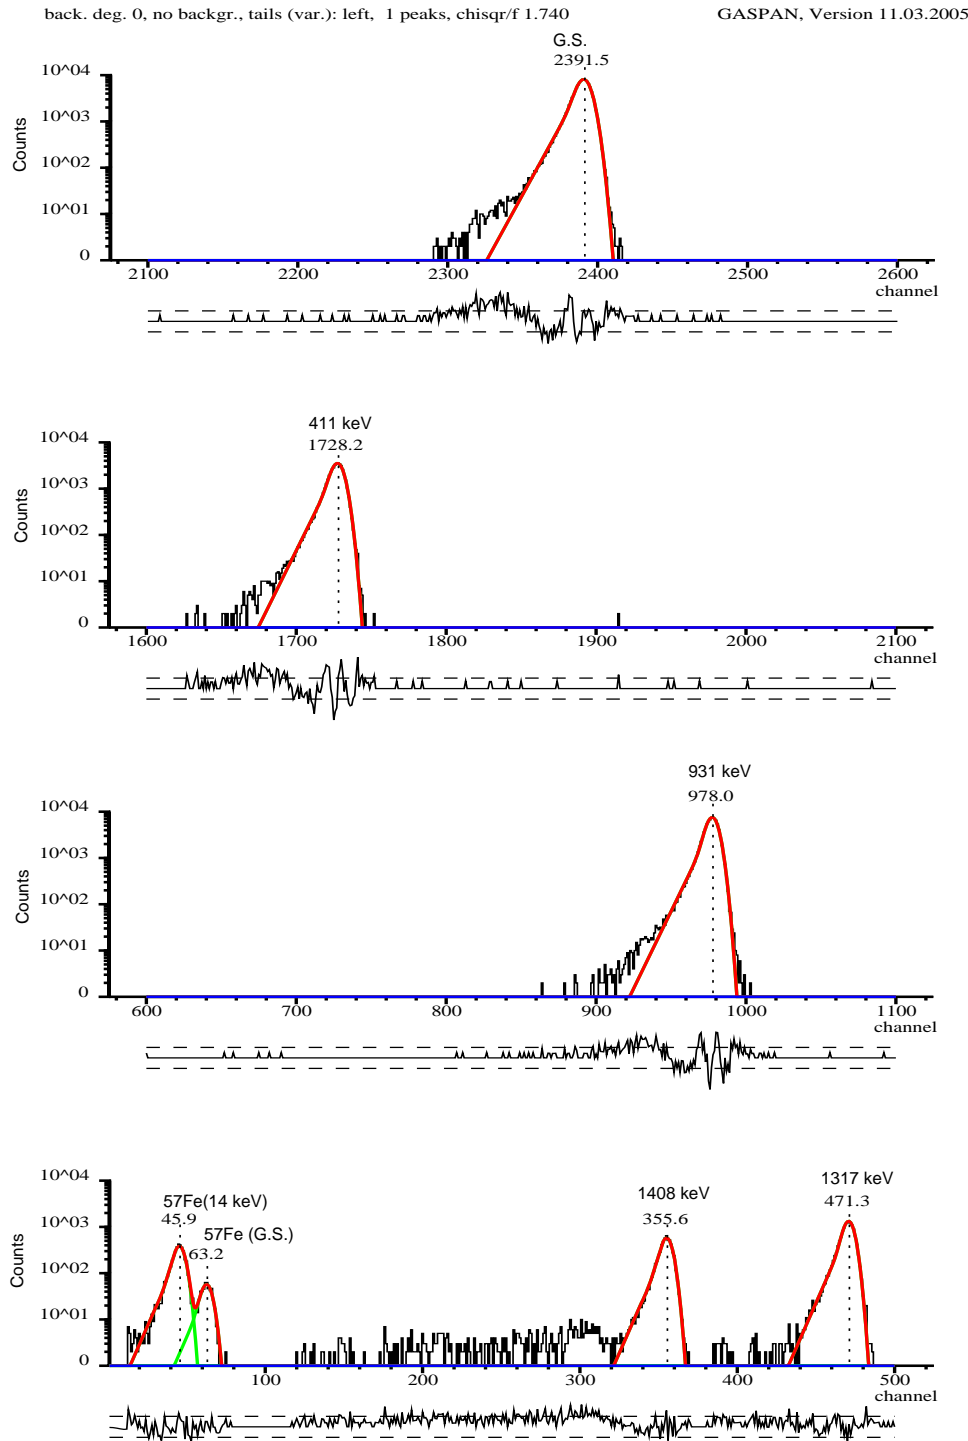 back. deg. 0, no backgr., tails (var.): left, 1 peaks, chisqr/f 1.740 GASPAN, Version 11.03.2005
G.S.
2391.5
10^04
10^03
10^02
10^01
0
Counts
2100 2200 2300 2400 2500 2600
channel
411 keV
1728.2
10^04
10^03
10^02
10^01
0
Counts
1600 1700 1800 1900 2000 2100
channel
931 keV
978.0
10^04
10^03
10^02
10^01
0
Counts
600 700 800 900 1000 1100
channel
57Fe(14 keV)
45.9
57Fe (G.S.)
63.2
1408 keV
355.6
1317 keV
471.3
10^04
10^03
10^02
10^01
0
Counts
100 200 300 400 500
channel